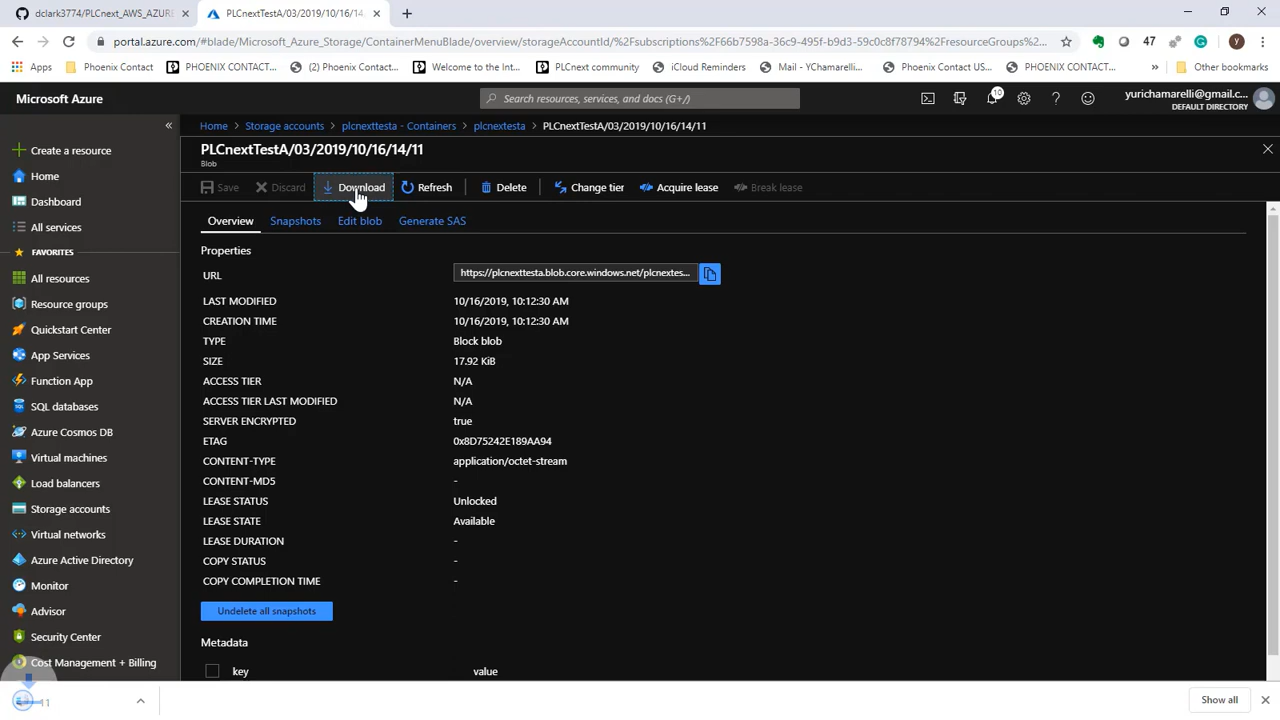 dclark3774/PLCnext_AWS_AZURE
PLCnextTestA/03/2019/10/16/14/
portal.azure.com/#blade/Microsoft_Azure_Storage/ContainerMenuBlade/overview/storageAccountId/%2Fsubscriptions%2F66b7598a-36c9-495f-b9d3-59c0c8f78794%2FresourceGroups%2...
47
Apps Phoenix Contact PHOENIX CONTACT... (2) Phoenix Contact... Welcome to the Int... PLCnext community iCloud Reminders Mail - YChamarelli... Phoenix Contact US... PHOENIX CONTACT... » Other bookmarks
Microsoft Azure
Search resources, services, and docs (G+/)
10
yurichamarelli@gmail.c...
DEFAULT DIRECTORY
«
Create a resource
Home
Dashboard
All services
FAVORITES
All resources
Resource groups
Quickstart Center
App Services
Function App
SQL databases
Azure Cosmos DB
Virtual machines
Load balancers
Storage accounts
Virtual networks
Azure Active Directory
Monitor
Advisor
Security Center
Cost Management + Billing
Home > Storage accounts > plcnexttesta - Containers > plcnextesta > PLCnextTestA/03/2019/10/16/14/11
PLCnextTestA/03/2019/10/16/14/11
Blob
Save Discard Download Refresh Delete Change tier Acquire lease Break lease
Overview Snapshots Edit blob Generate SAS
Properties
URL https://plcnexttesta.blob.core.windows.net/plcnextes...
LAST MODIFIED 10/16/2019, 10:12:30 AM
CREATION TIME 10/16/2019, 10:12:30 AM
TYPE Block blob
SIZE 17.92 KiB
ACCESS TIER N/A
ACCESS TIER LAST MODIFIED N/A
SERVER ENCRYPTED true
ETAG 0x8D75242E189AA94
CONTENT-TYPE application/octet-stream
CONTENT-MD5 -
LEASE STATUS Unlocked
LEASE STATE Available
LEASE DURATION -
COPY STATUS -
COPY COMPLETION TIME -
Undelete all snapshots
Metadata
key value
11
Show all